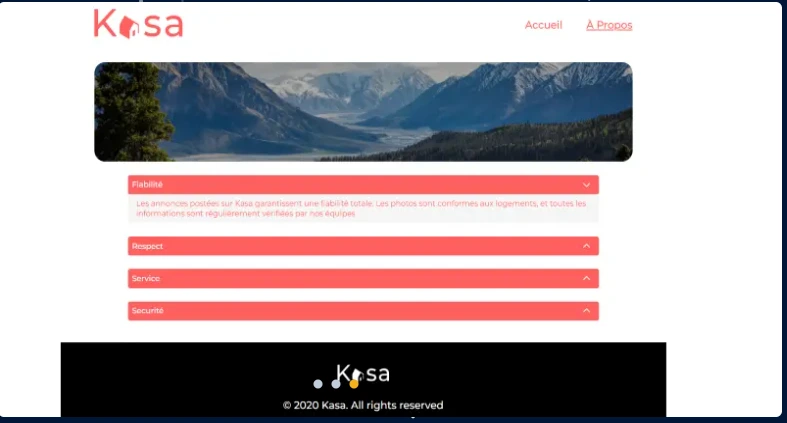 Kasa
Accueil À Propos
Fiabilité
Les annonces postées sur Kasa garantissent une fiabilité totale. Les photos sont conformes aux logements, et toutes les
informations sont régulièrement vérifiées par nos équipes.
Respect
Service
Securité
Kasa
© 2020 Kasa. All rights reserved